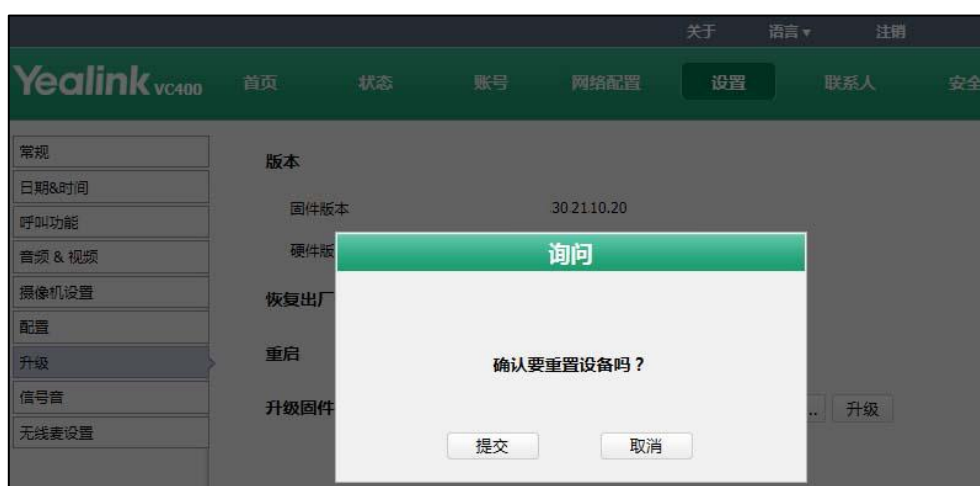 关于 语言▼ 注销
Yealink VC400 首页 状态 账号 网络配置 设置 联系人 安全
常规
日期&时间
呼叫功能
音频 & 视频
摄像机设置
配置
升级
信号音
无线麦设置
版本
固件版本 30.21.10.20
硬件版
恢复出厂
重启
升级固件
.. 升级
询问
确认要重置设备吗？
提交 取消